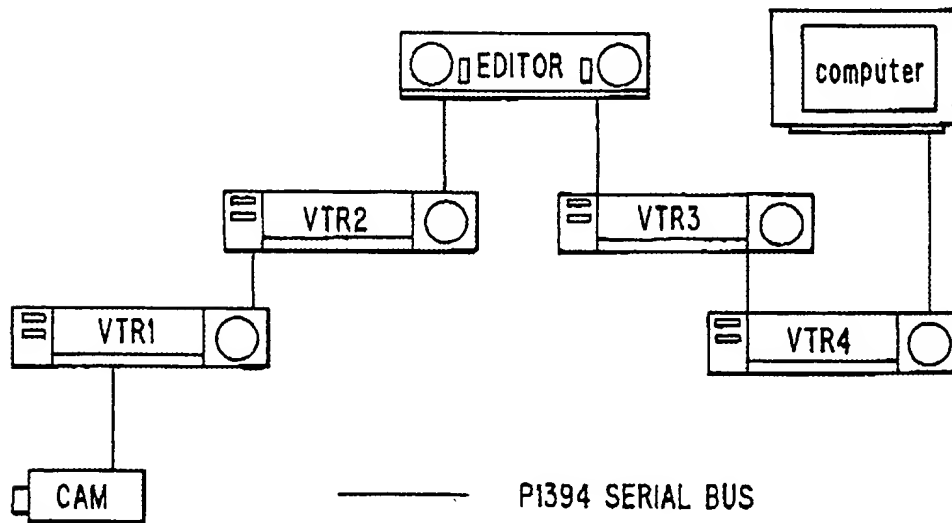 EDITOR
computer
VTR2
VTR3
VTR1
VTR4
CAM
P1394 SERIAL BUS